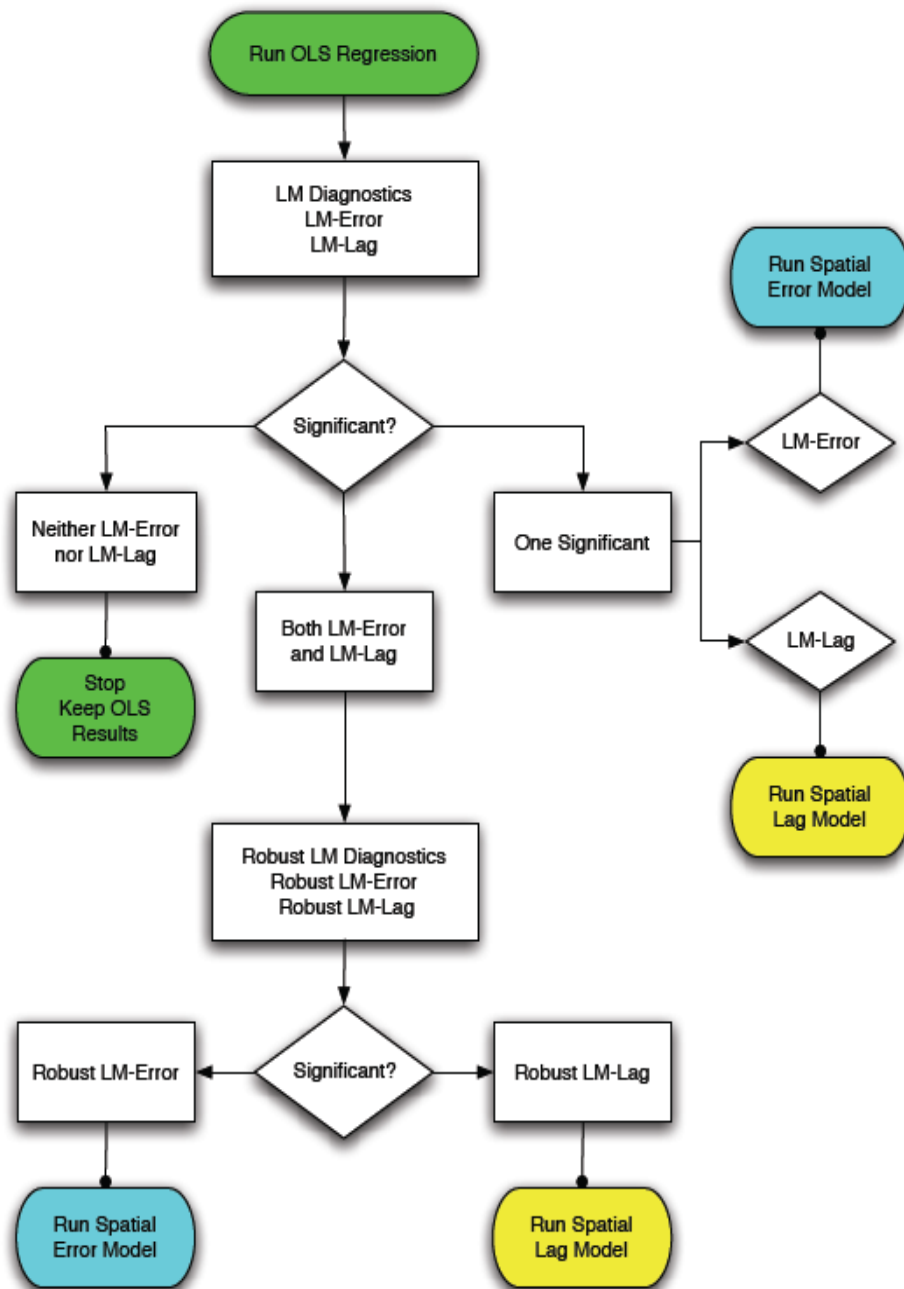 Run OLS Regression
LM Diagnostics
LM-Error
LM-Lag
Run Spatial
Error Model
Significant?
LM-Error
Neither LM-Error
nor LM-Lag
One Significant
Both LM-Error
and LM-Lag
LM-Lag
Stop
Keep OLS
Results
Run Spatial
Lag Model
Robust LM Diagnostics
Robust LM-Error
Robust LM-Lag
Robust LM-Error
Significant?
Robust LM-Lag
Run Spatial
Error Model
Run Spatial
Lag Model